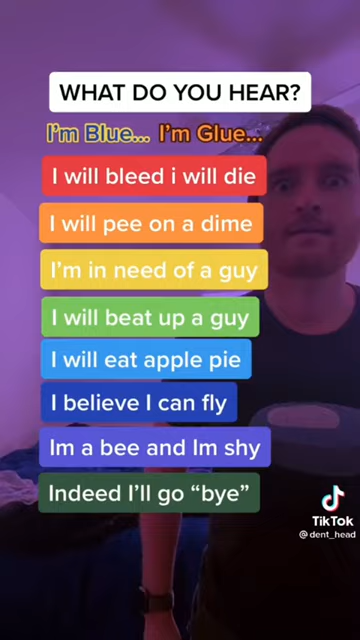 WHAT DO YOU HEAR?
I'm Blue... I'm Glue...
I will bleed i will die
I will pee on a dime
I'm in need of a guy
I will beat up a guy
I will eat apple pie
I believe I can fly
Im a bee and Im shy
Indeed I'll go “bye”
TikTok
@dent_head